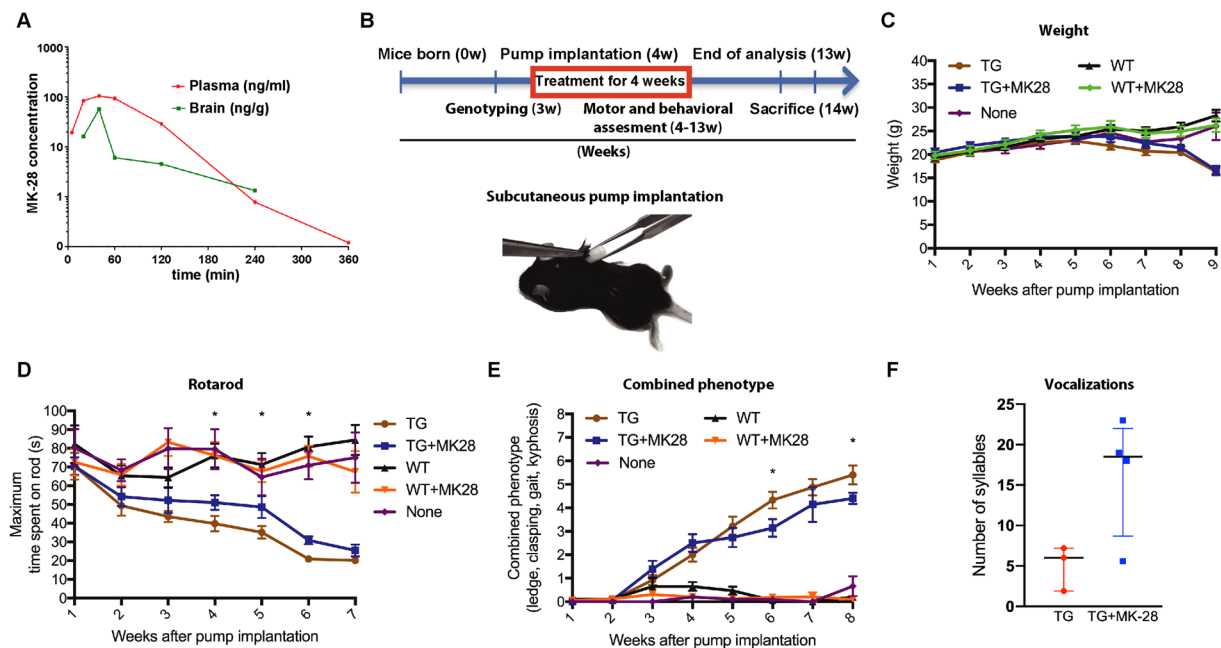 A
MK-28 concentration
1000
100
10
1
0
0
60
120
180
240
300
360
time (min)
Plasma (ng/ml)
Brain (ng/g)
B
Mice born (0w)
Pump implantation (4w)
End of analysis (13w)
Treatment for 4 weeks
Genotyping (3w)
Motor and behavioral
assesment (4-13w)
Sacrifice (14w)
(Weeks)
Subcutaneous pump implantation
C
Weight
TG
TG+MK28
None
WT
WT+MK28
Weight (g)
40
35
30
25
20
15
10
5
0
1
2
3
4
5
6
7
8
9
Weeks after pump implantation
D
Rotarod
Maximum
time spent on rod (s)
100
90
80
70
60
50
40
30
20
10
0
* * *
1
2
3
4
5
6
7
Weeks after pump implantation
TG
TG+MK28
WT
WT+MK28
None
E
Combined phenotype
TG
TG+MK28
None
WT
WT+MK28
Combined phenotype
(ledge, clasping, gait, kyphosis)
8
7
6
5
4
3
2
1
0
* *
1
2
3
4
5
6
7
8
Weeks after pump implantation
F
Vocalizations
Number of syllables
25
20
15
10
5
0
TG
TG+MK-28